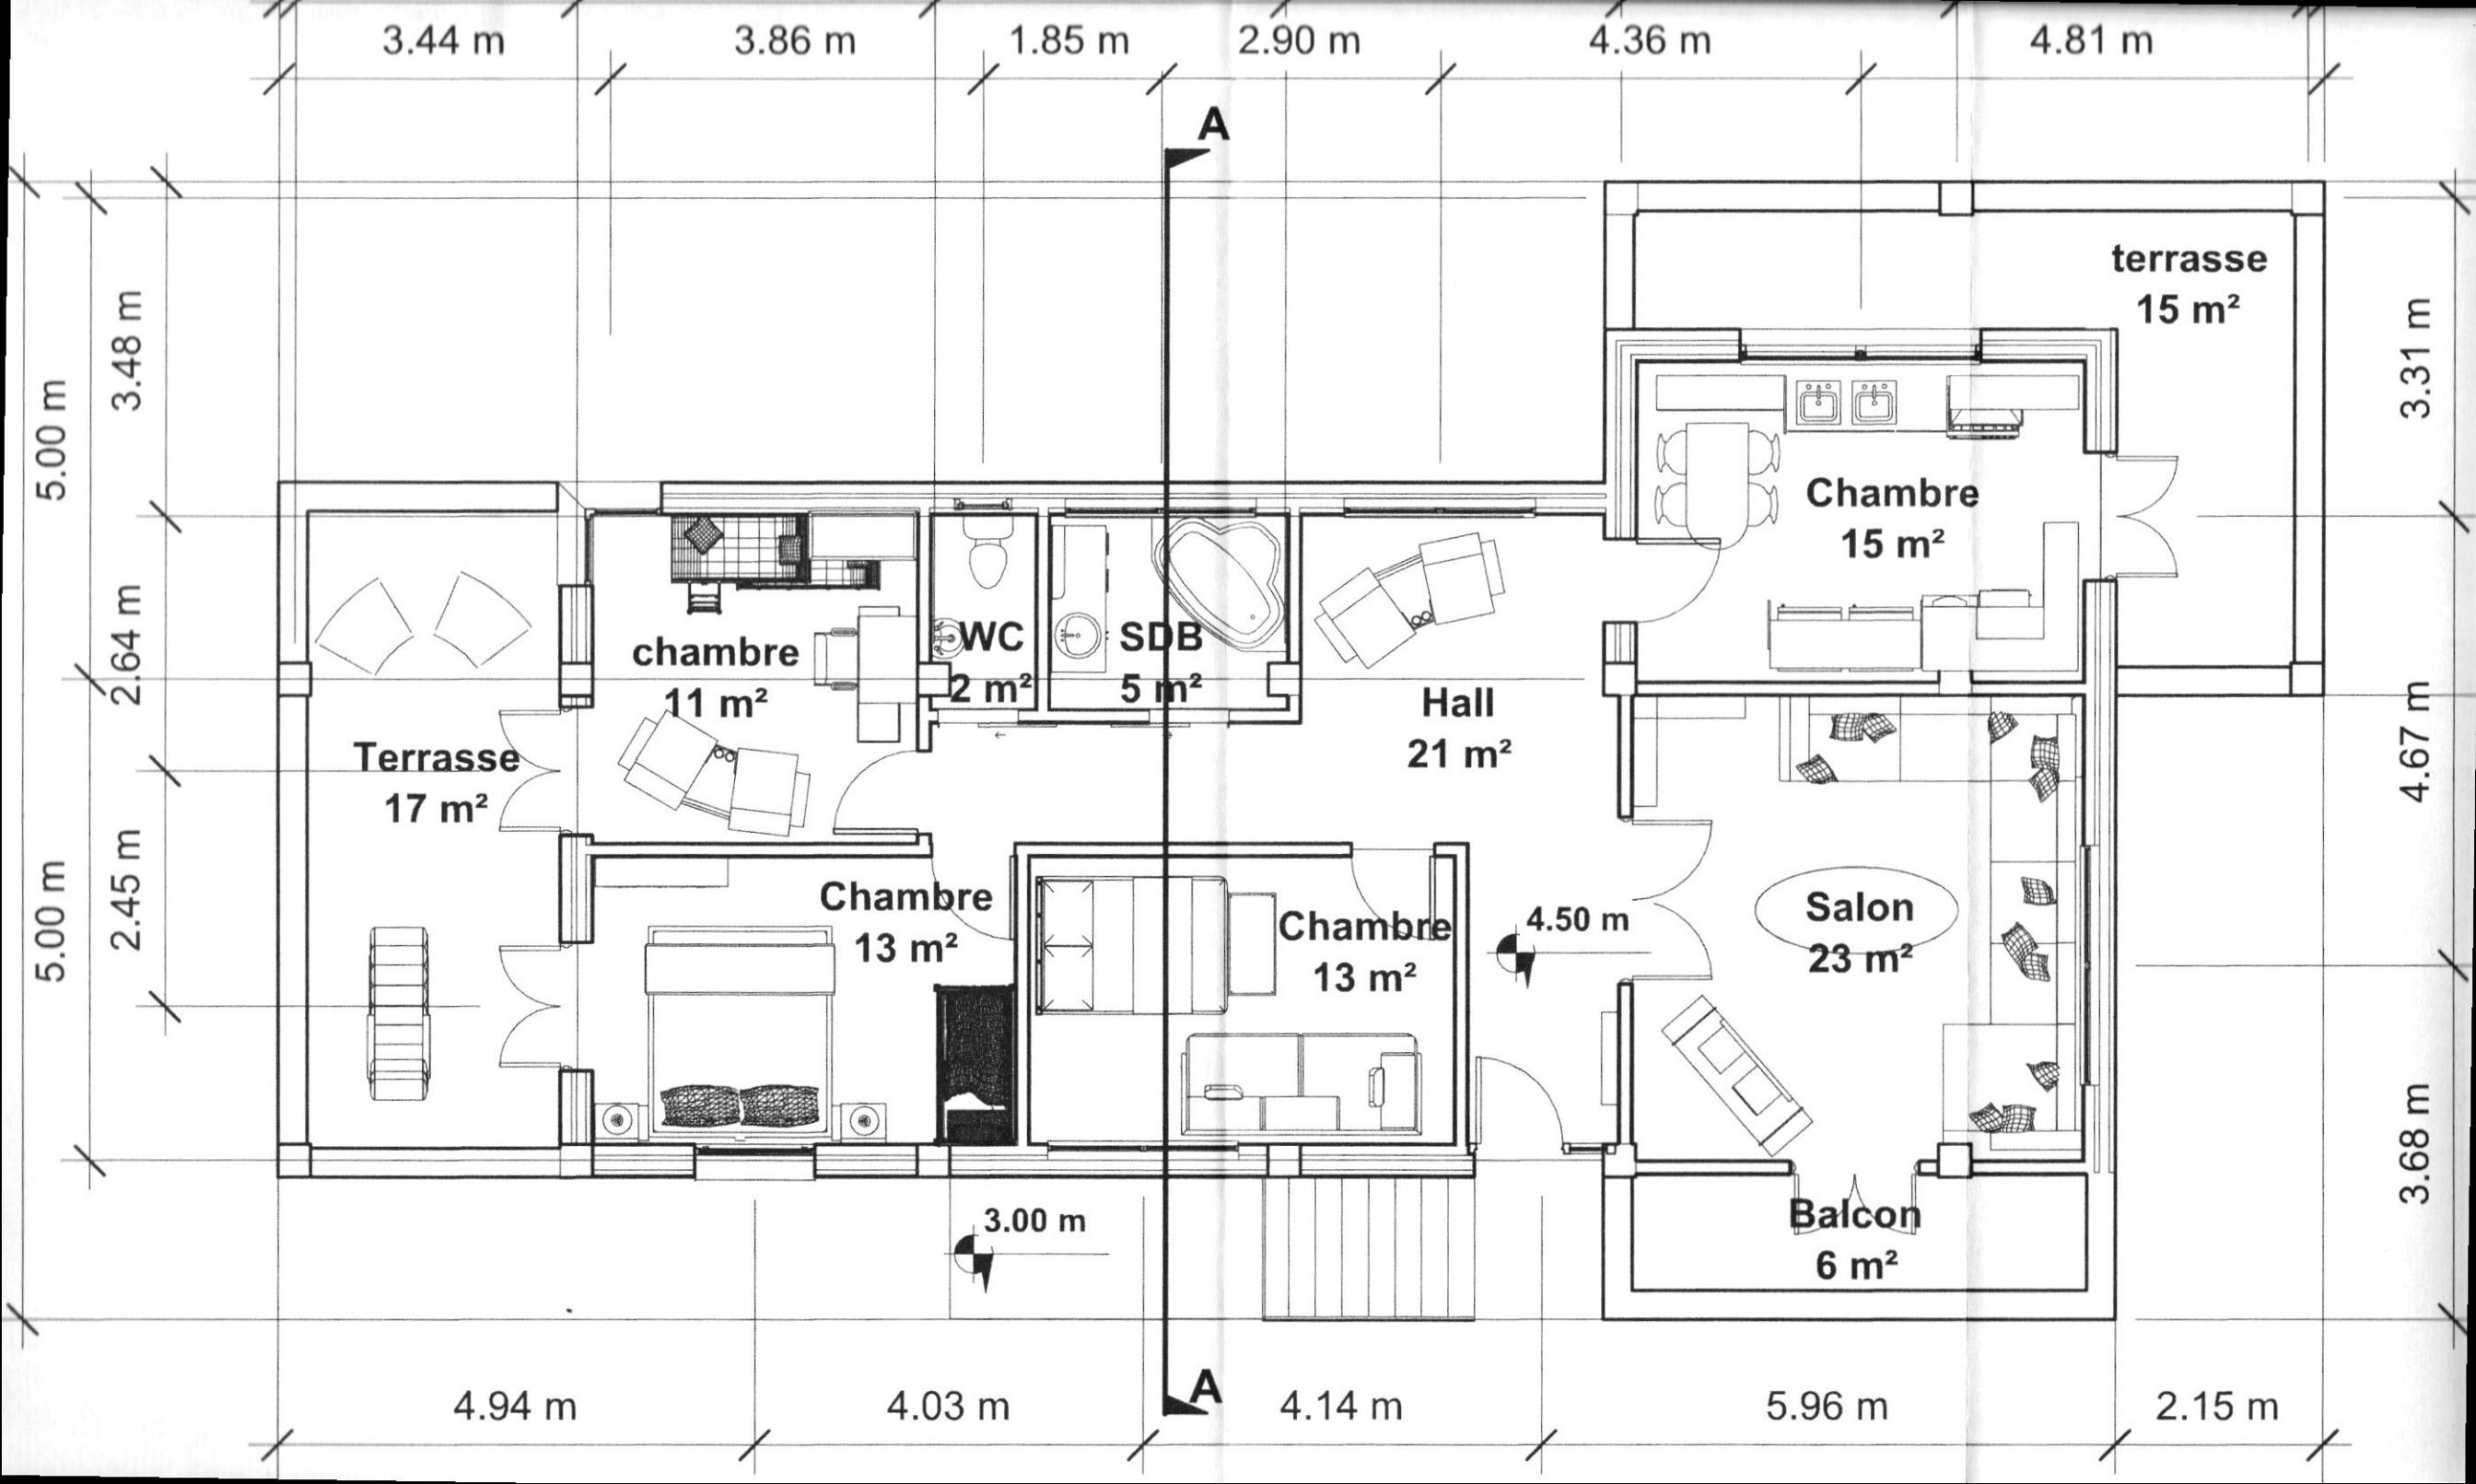 3.44 m
3.86 m
1.85 m
2.90 m
4.36 m
4.81 m
A
terrasse
15 m²
3.48 m
5.00 m
3.31 m
Chambre
15 m²
2.64 m
chambre
11 m²
WC
2 m²
SDB
5 m²
Hall
21 m²
4.67 m
Terrasse
17 m²
Chambre
13 m²
Chambre
13 m²
4.50 m
Salon
23 m²
2.45 m
5.00 m
3.00 m
Balcon
6 m²
3.68 m
A
4.94 m
4.03 m
4.14 m
5.96 m
2.15 m